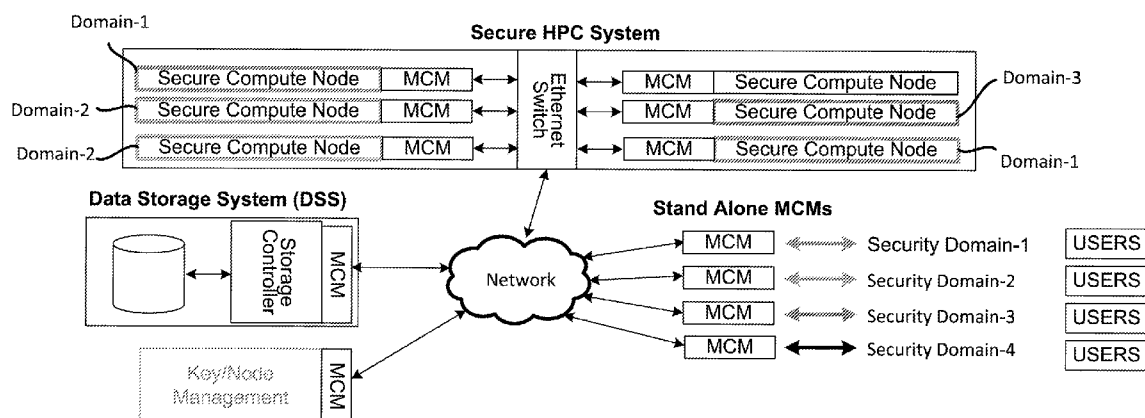 Domain-1
Secure HPC System
Secure Compute Node MCM
MCM Secure Compute Node
Domain-3
Domain-2
Secure Compute Node MCM
Ethernet Switch
MCM Secure Compute Node
Domain-2
Secure Compute Node MCM
MCM Secure Compute Node
Domain-1
Data Storage System (DSS)
Stand Alone MCMs
Storage Controller
MCM
Network
MCM Security Domain-1 USERS
MCM Security Domain-2 USERS
MCM Security Domain-3 USERS
MCM Security Domain-4 USERS
Key/Node
Management
MCM